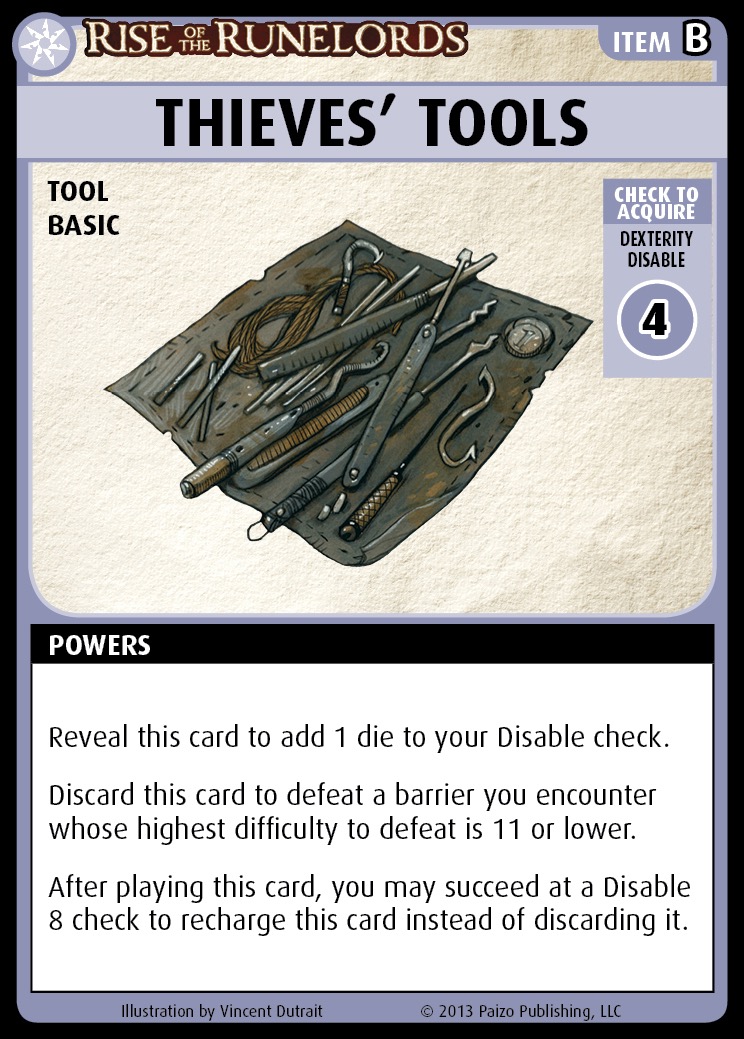 RISE OF THE RUNELORDS
ITEM B
THIEVES’ TOOLS
TOOL
BASIC
CHECK TO
ACQUIRE
DEXTERITY
DISABLE
4
POWERS
Reveal this card to add 1 die to your Disable check.
Discard this card to defeat a barrier you encounter
whose highest difficulty to defeat is 11 or lower.
After playing this card, you may succeed at a Disable
8 check to recharge this card instead of discarding it.
Illustration by Vincent Dutrait
© 2013 Paizo Publishing, LLC